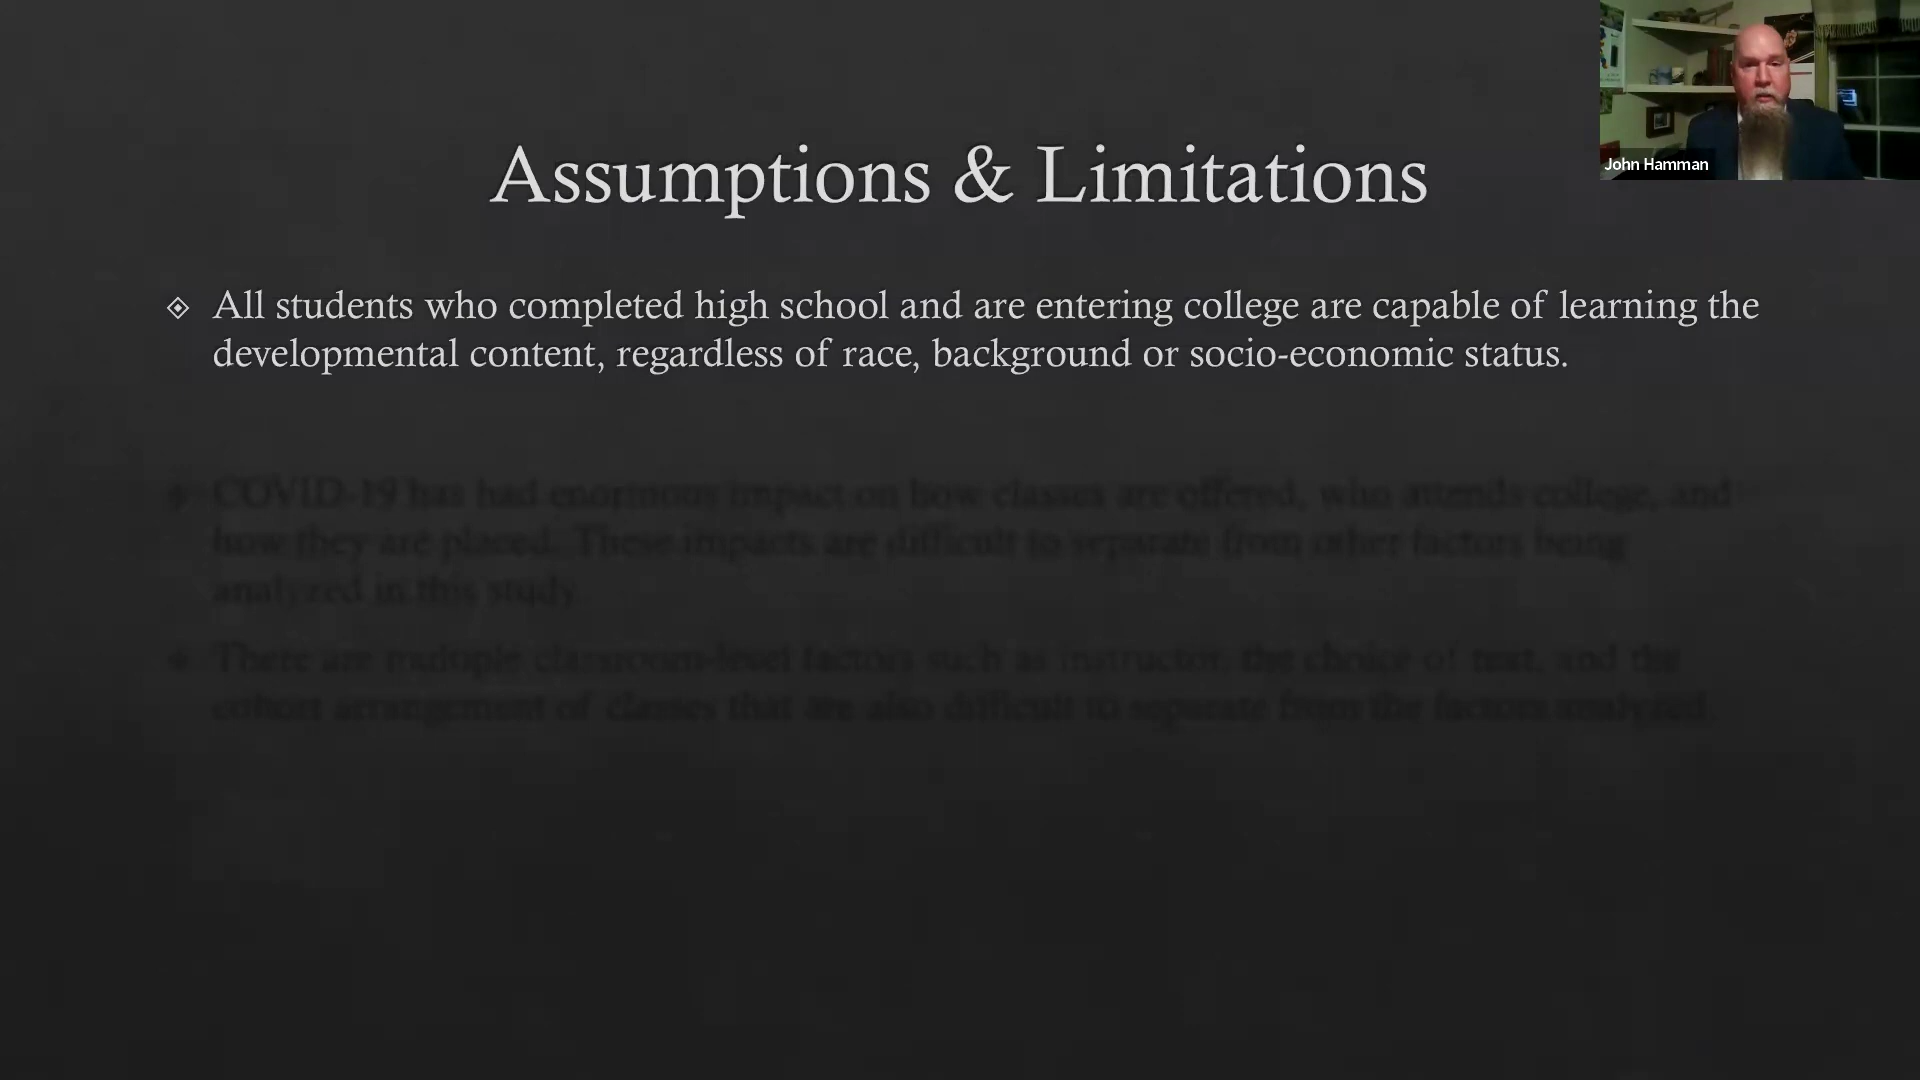 John Hamman
Assumptions & Limitations
All students who completed high school and are entering college are capable of learning the
developmental content, regardless of race, background or socio-economic status.
COVID-19 has had enormous impact on how classes are offered, who attends college, and
how they are placed. These impacts are difficult to separate from other factors being
analyzed in this study
There are multiple classroom-level factors such as instructor, the choice of text, and the
cohort arrangement of classes that are also difficult to separate from the factors analyzed